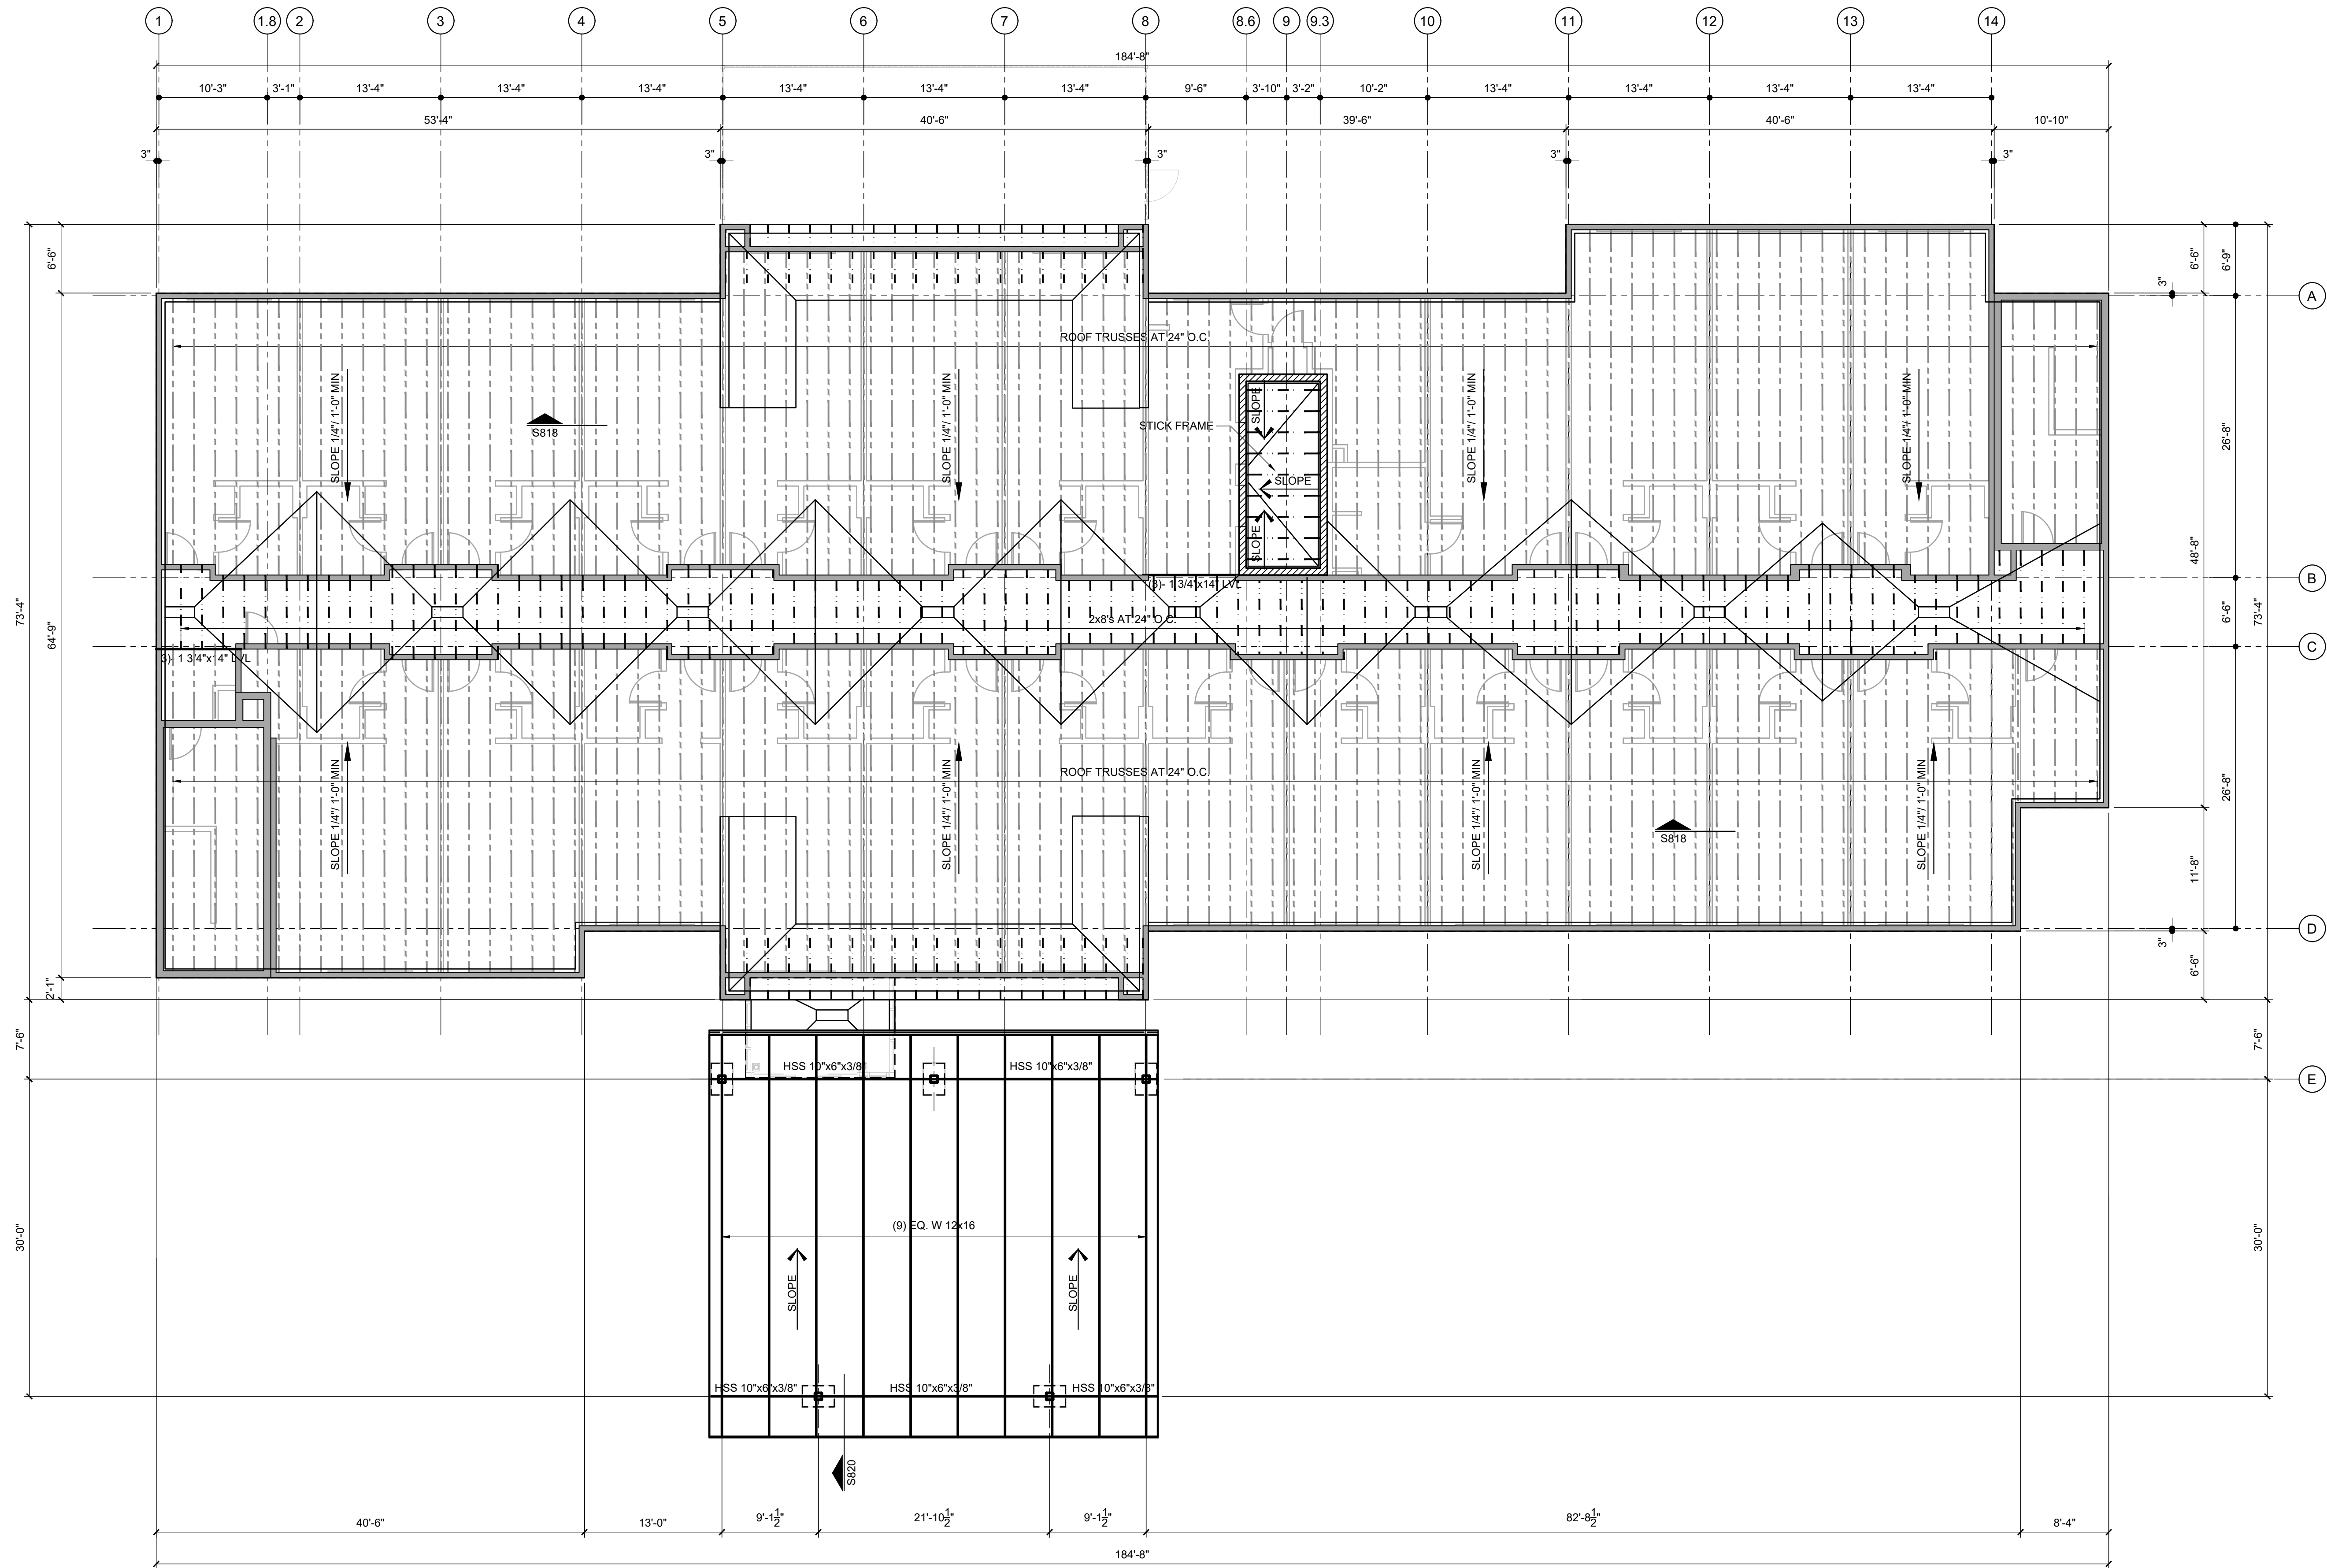 1 1.8 2 3 4 5 6 7 8 8.6 9 9.3 10 11 12 13 14
184'-8"
10'-3" 3'-1" 13'-4" 13'-4" 13'-4" 13'-4" 13'-4" 13'-4" 9'-6" 3'-10" 3'-2" 10'-2" 13'-4" 13'-4" 13'-4" 13'-4"
53'-4" 40'-6" 39'-6" 40'-6" 10'-10"
3" 3" 3" 3" 3"
6'-6"
6'-6"
6'-9"
3"
A
ROOF TRUSSES AT 24" O.C.
SLOPE 1/4"/ 1'-0" MIN
SLOPE 1/4"/ 1'-0" MIN
SLOPE 1/4"/ 1'-0" MIN
SLOPE 1/4"/ 1'-0" MIN
S818
STICK FRAME
SLOPE
SLOPE
SLOPE
26'-8"
48'-8"
B
(3)- 1 3/4"x14" LVL
2x8's AT 24" O.C.
6'-6"
73'-4"
73'-4"
64'-9"
C
3)- 1 3/4"x14" LVL
ROOF TRUSSES AT 24" O.C.
SLOPE 1/4"/ 1'-0" MIN
SLOPE 1/4"/ 1'-0" MIN
SLOPE 1/4"/ 1'-0" MIN
SLOPE 1/4"/ 1'-0" MIN
S818
26'-8"
11'-8"
D
3"
6'-6"
2'-1"
7'-6"
7'-6"
HSS 10"x6"x3/8"
HSS 10"x6"x3/8"
E
(9) EQ. W 12x16
30'-0"
30'-0"
SLOPE
SLOPE
HSS 10"x6"x3/8"
HSS 10"x6"x3/8"
HSS 10"x6"x3/8"
S820
40'-6" 13'-0" 9'-1 1/2" 21'-10 1/2" 9'-1 1/2" 82'-8 1/2" 8'-4"
184'-8"